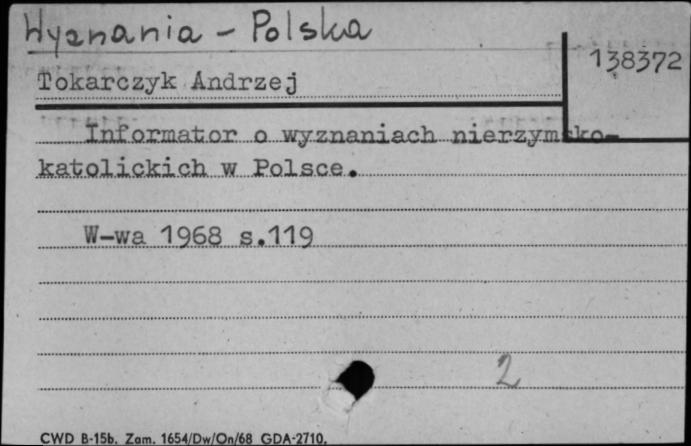 Wyznania - Polska
138372
Tokarczyk Andrzej
Informator o wyznaniach nierzymsko-
katolickich w Polsce.
W-wa 1968 s.119
2
CWD B-15b. Zam. 1654/Dw/On/68 GDA-2710.